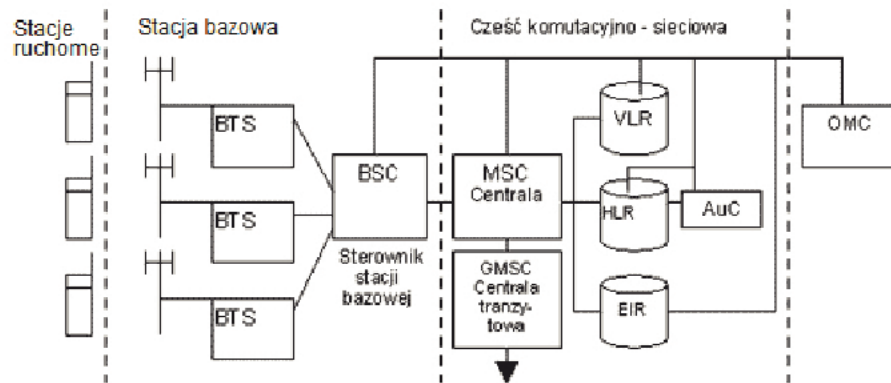 Stacje
ruchome
Stacja bazowa
Cześć komutacyjno - sieciowa
BTS
BTS
BTS
BSC
Sterownik
stacji
bazowej
MSC
Centrala
GMSC
Centrala
tranzy-
towa
VLR
HLR
AuC
EIR
OMC